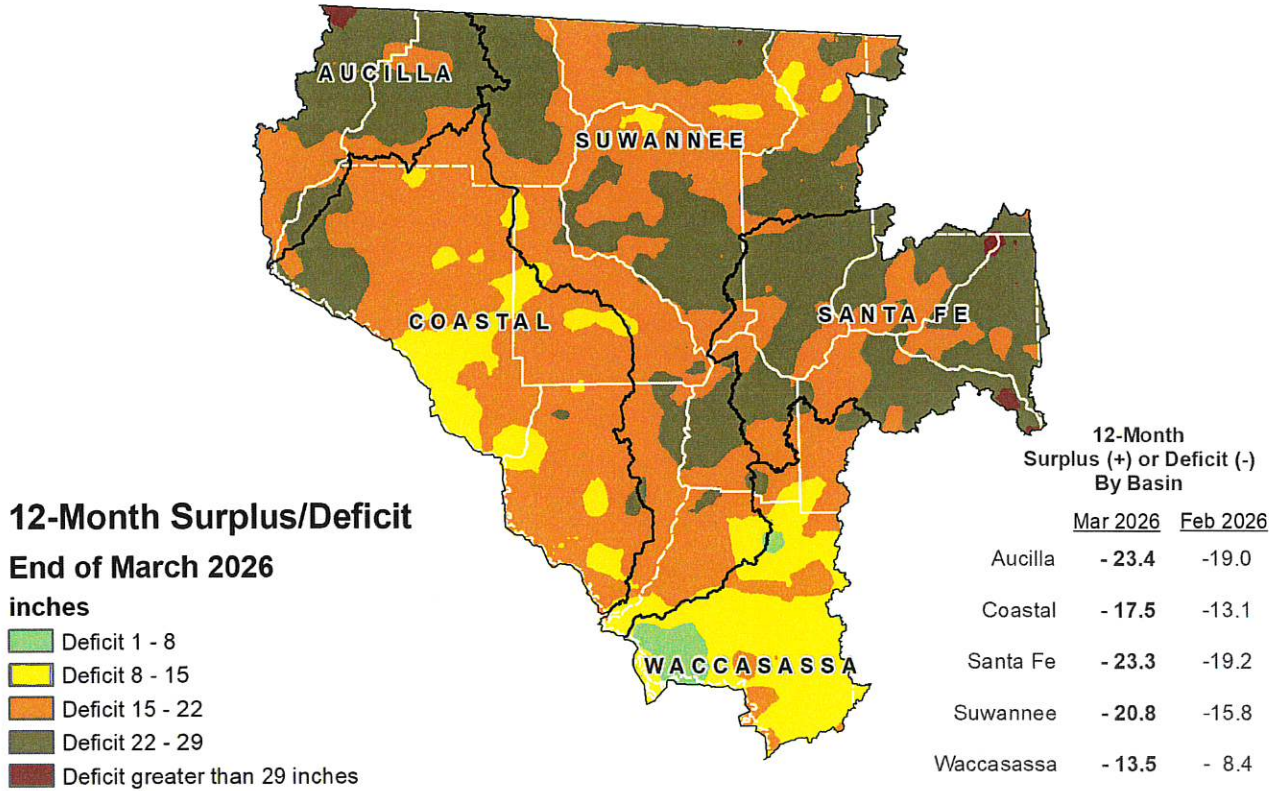 AUCILLA
SUWANNEE
COASTAL
SANTA FE
WACCASASSA
12-Month Surplus/Deficit
End of March 2026
inches
Deficit 1 - 8
Deficit 8 - 15
Deficit 15 - 22
Deficit 22 - 29
Deficit greater than 29 inches
12-Month
Surplus (+) or Deficit (-)
By Basin
Mar 2026 Feb 2026
Aucilla - 23.4 -19.0
Coastal - 17.5 -13.1
Santa Fe - 23.3 -19.2
Suwannee - 20.8 -15.8
Waccasassa - 13.5 - 8.4